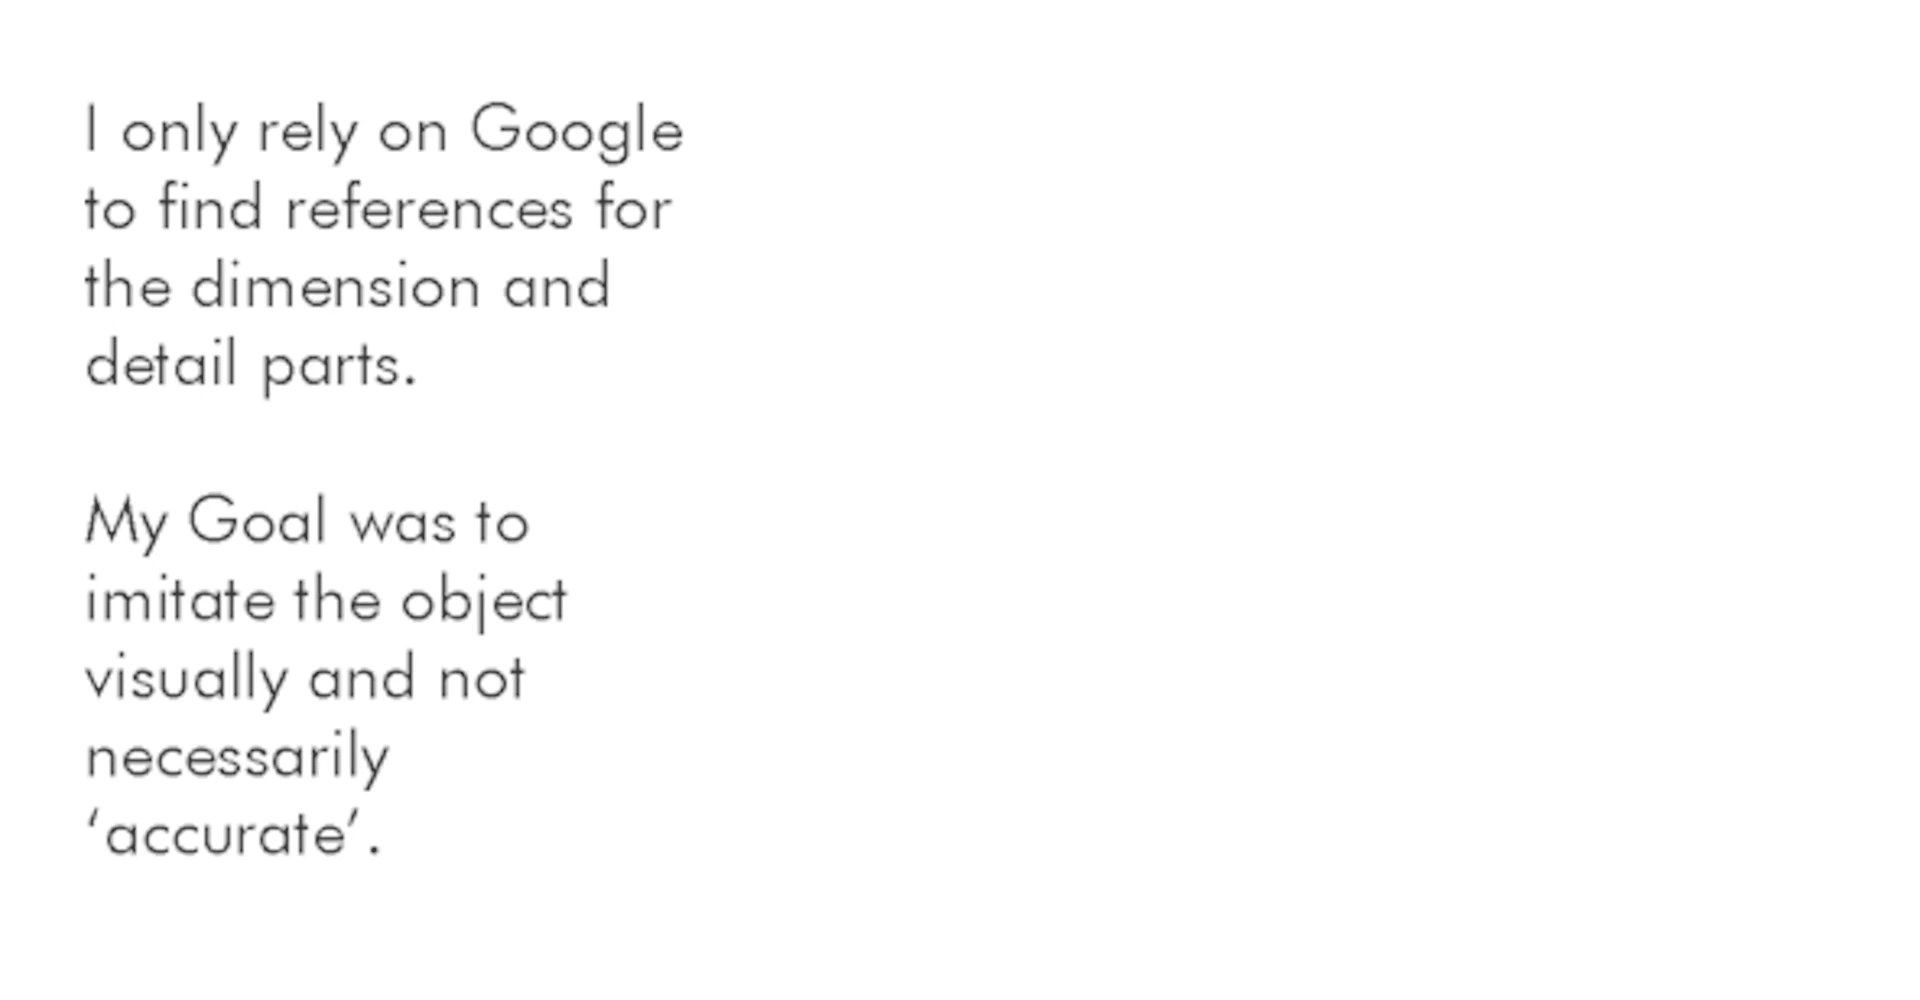 I only rely on Google
to find references for
the dimension and
detail parts.
My Goal was to
imitate the object
visually and not
necessarily
‘accurate’.